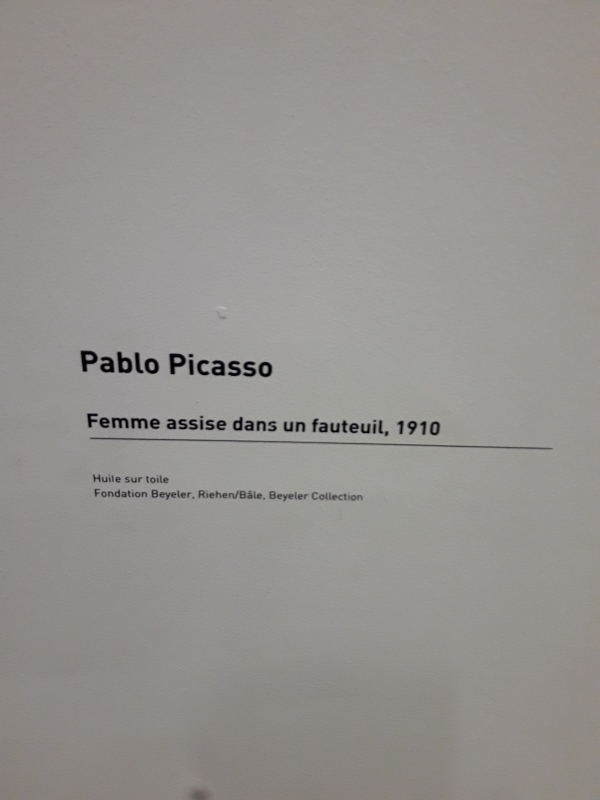 Pablo Picasso
Femme assise dans un fauteuil, 1910
Huile sur toile
Fondation Beyeler, Riehen/Bâle, Beyeler Collection